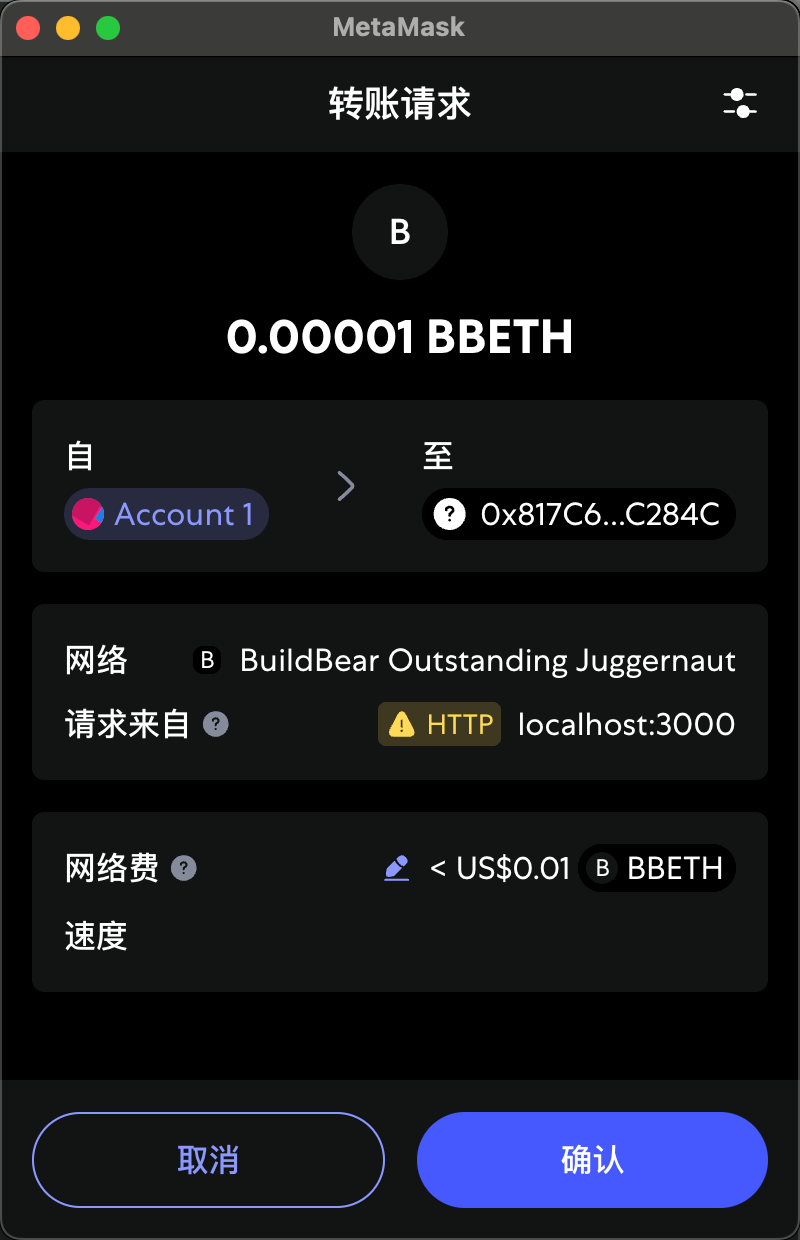 MetaMask
转账请求
B
0.00001 BBETH
自
至
Account 1
? 0x817C6...C284C
网络 B BuildBear Outstanding Juggernaut
请求来自 ? HTTP localhost:3000
网络费 ? < US$0.01 B BBETH
速度
取消
确认